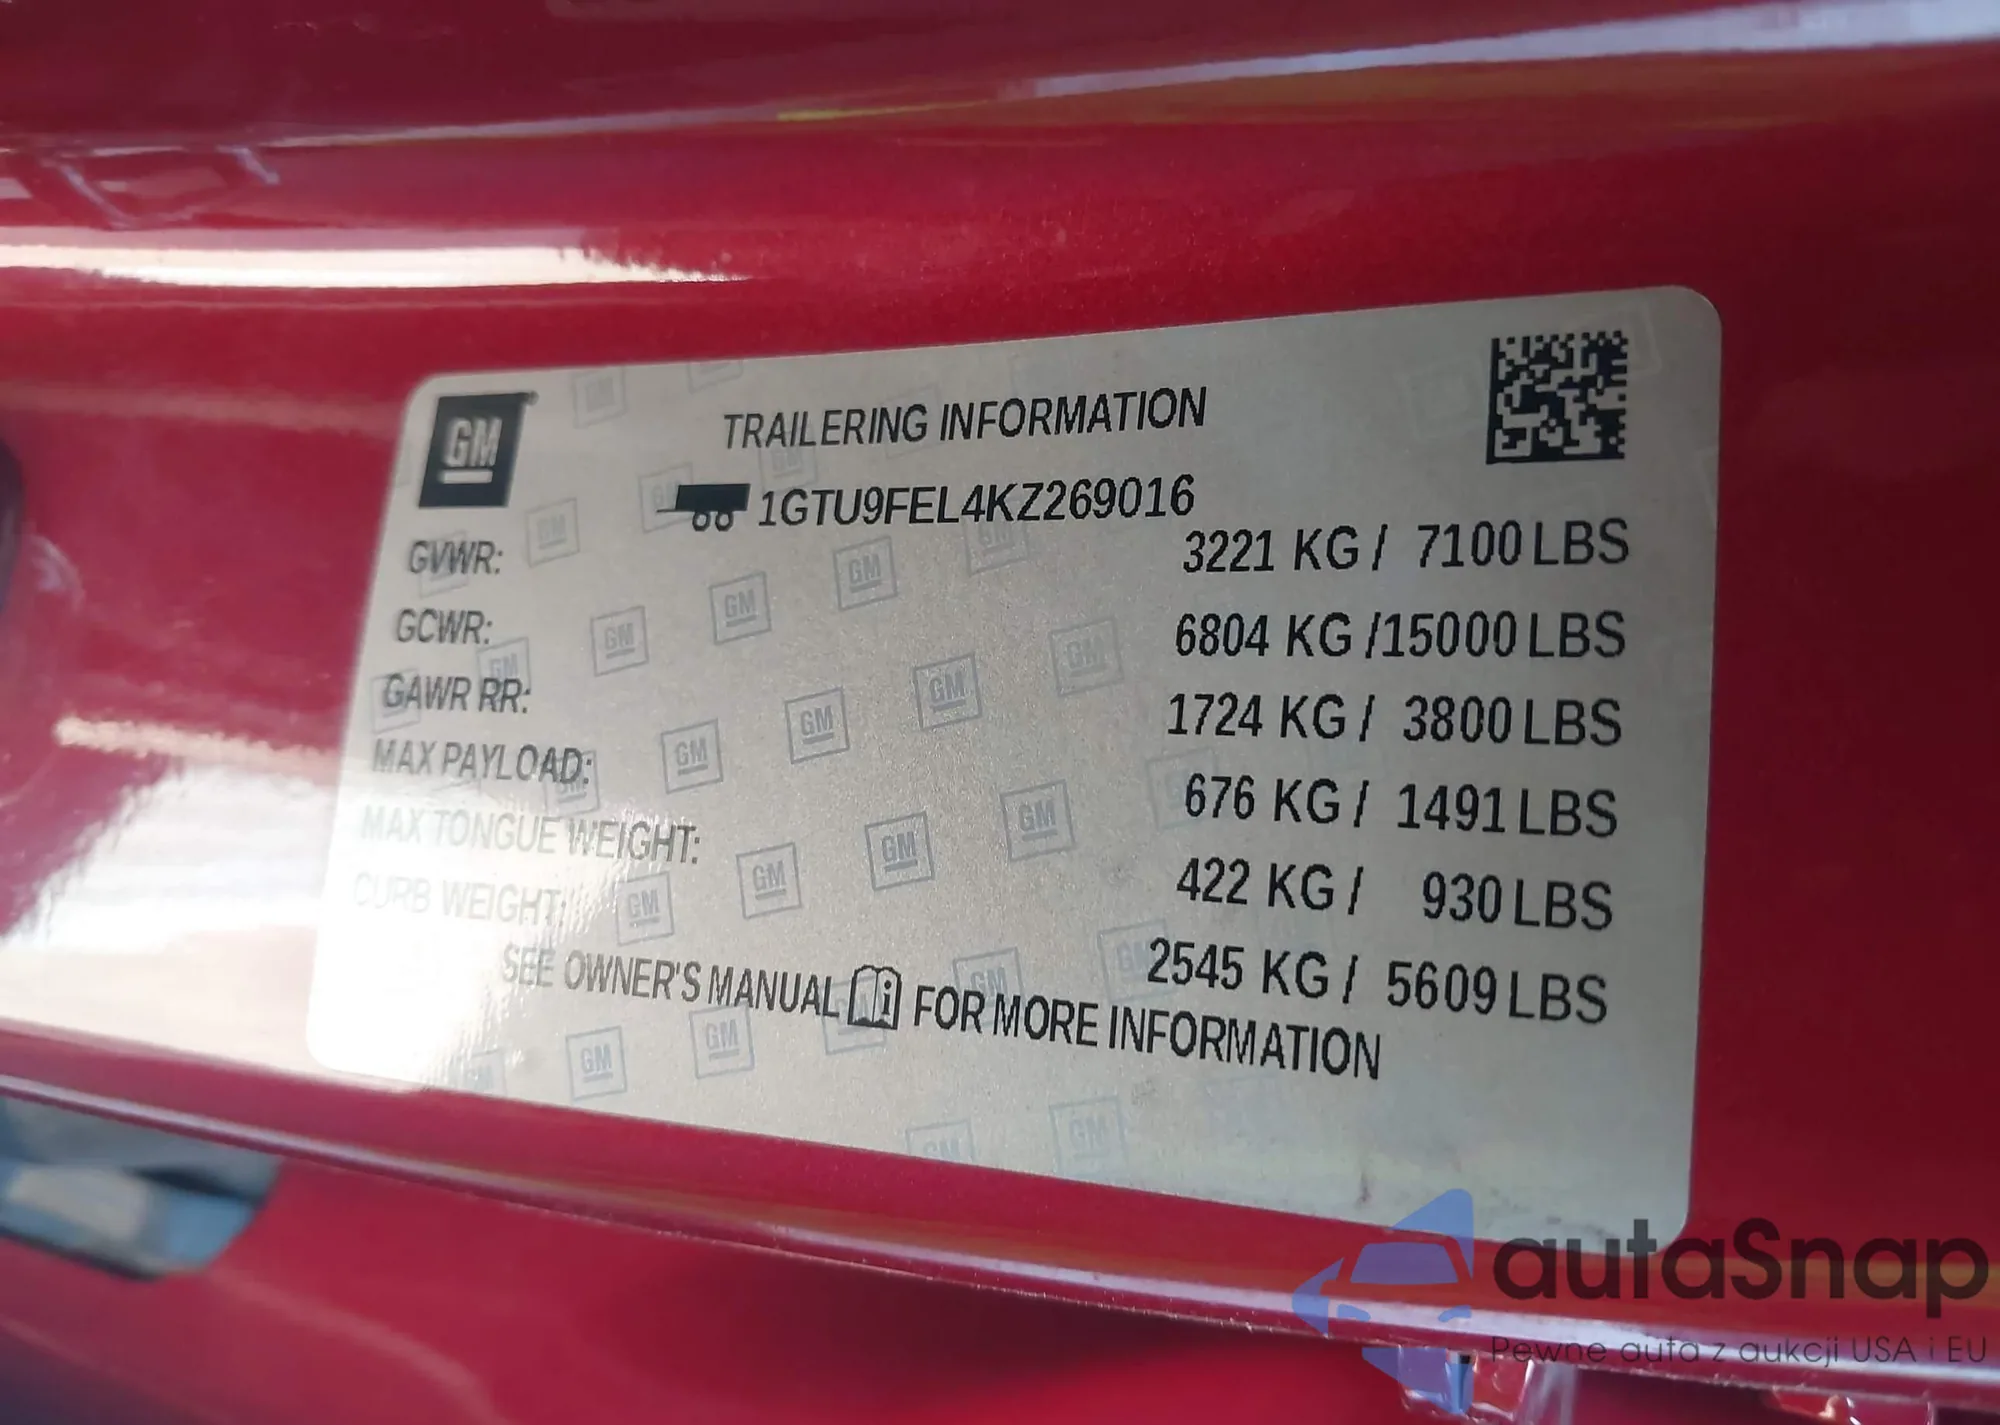 GM
TRAILERING INFORMATION
1GTU9FEL4KZ269016
GVWR: 3221 KG / 7100 LBS
GCWR: 6804 KG /15000 LBS
GAWR RR: 1724 KG / 3800 LBS
MAX PAYLOAD: 676 KG / 1491 LBS
MAX TONGUE WEIGHT: 422 KG / 930 LBS
CURB WEIGHT: 2545 KG / 5609 LBS
SEE OWNER'S MANUAL i FOR MORE INFORMATION
autaSnap
Pewne auta z aukcji USA i EU